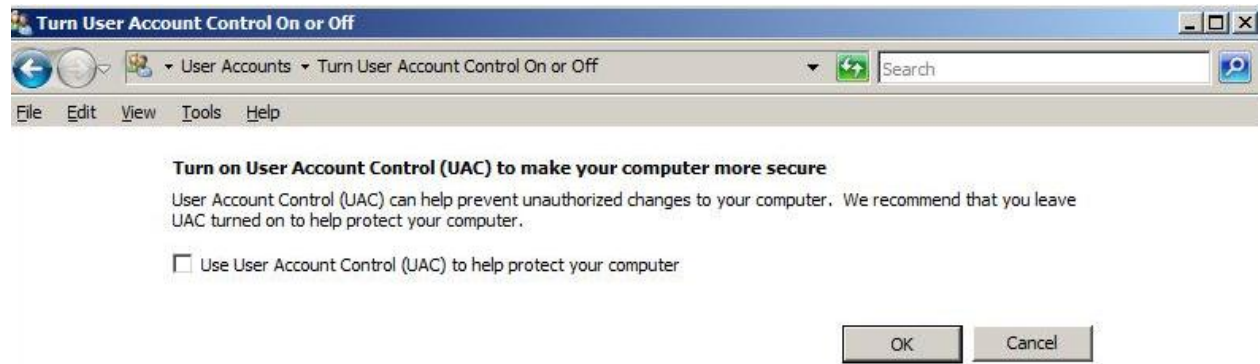 Turn User Account Control On or Off
User Accounts Turn User Account Control On or Off
Search
File Edit View Tools Help
Turn on User Account Control (UAC) to make your computer more secure
User Account Control (UAC) can help prevent unauthorized changes to your computer. We recommend that you leave
UAC turned on to help protect your computer.
Use User Account Control (UAC) to help protect your computer
OK Cancel